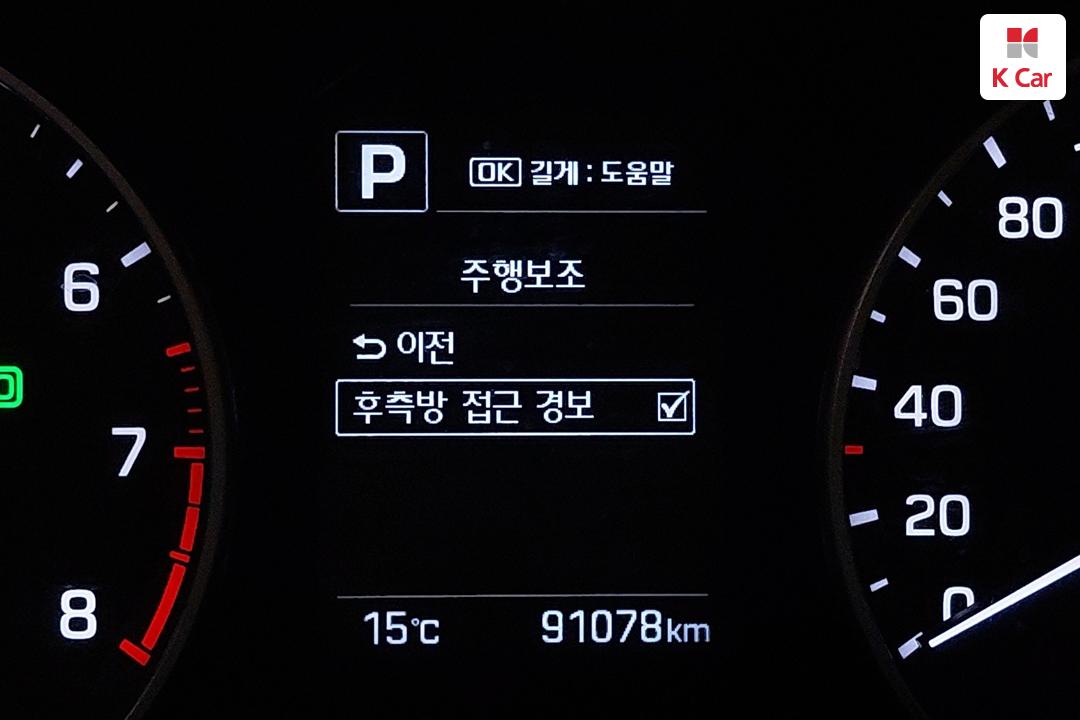 K Car
P
OK 길게 : 도움말
주행보조
이전
후측방 접근 경보
15℃ 91078km
6
7
8
80
60
40
20
0